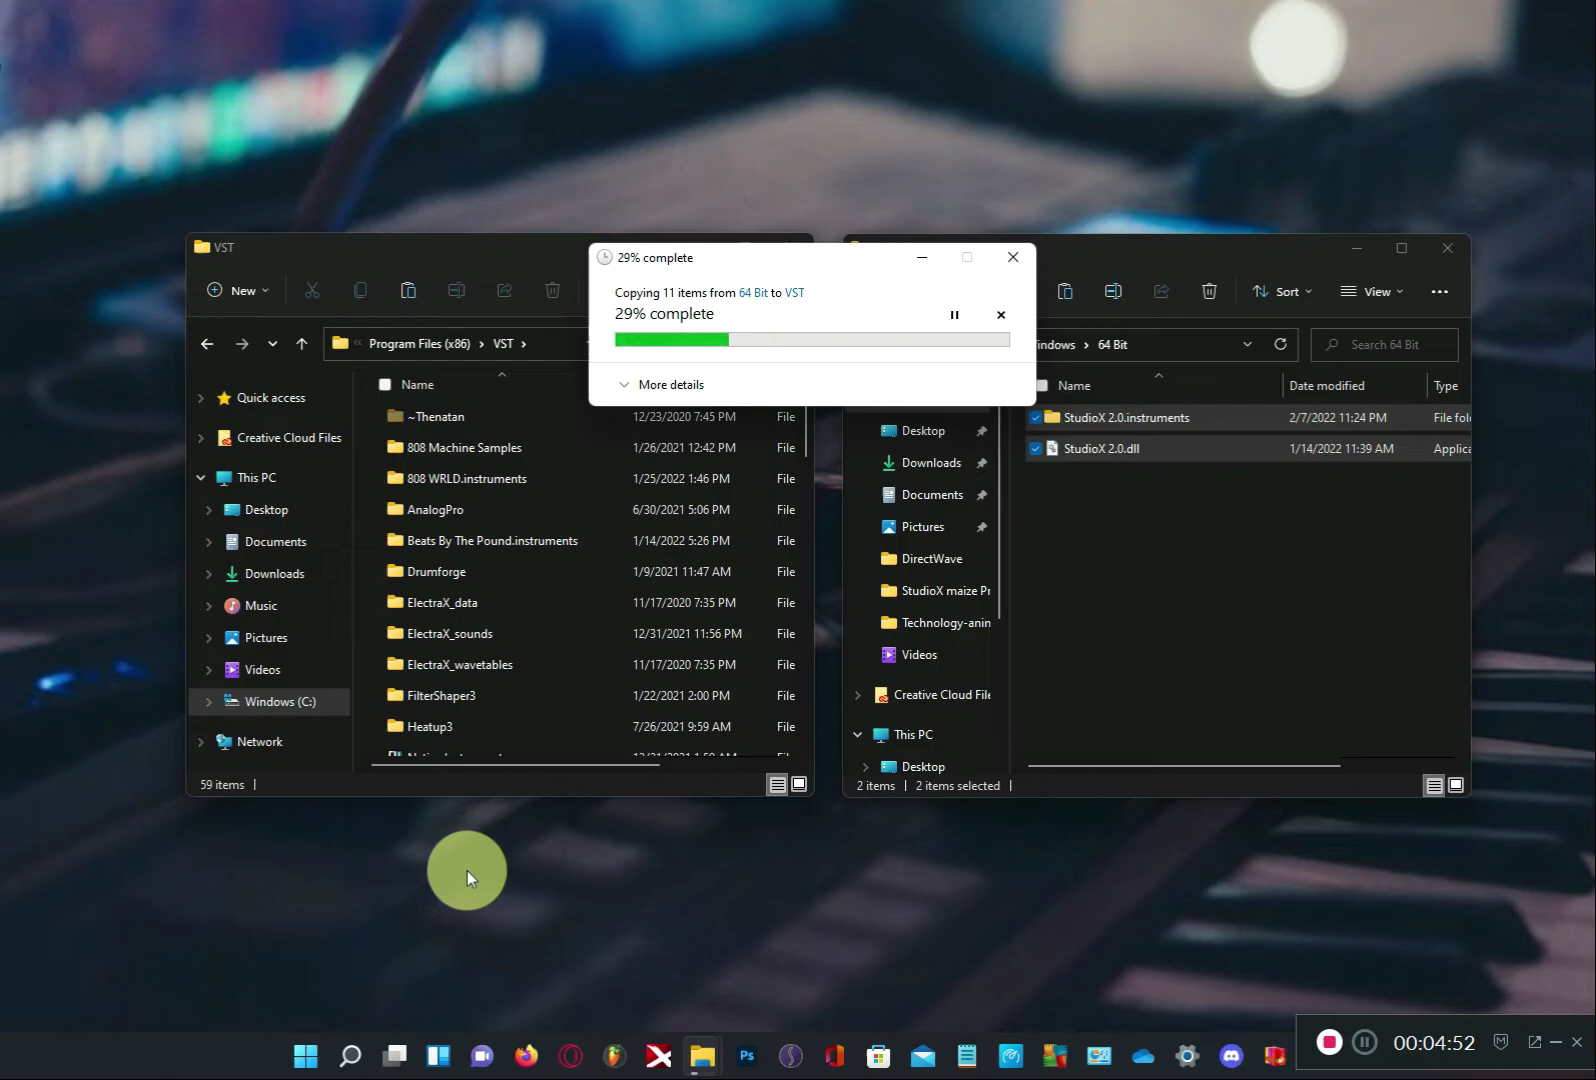 VST
New
Program Files (x86)
VST
Name
Quick access
Creative Cloud Files
This PC
Desktop
Documents
Downloads
Music
Pictures
Videos
Windows (C:)
Network
~Thenatan 12/23/2020 7:45 PM File
808 Machine Samples 1/26/2021 12:42 PM File
808 WRLD.instruments 1/25/2022 1:46 PM File
AnalogPro 6/30/2021 5:06 PM File
Beats By The Pound.instruments 1/14/2022 5:26 PM File
Drumforge 1/9/2021 11:47 AM File
ElectraX_data 11/17/2020 7:35 PM File
ElectraX_sounds 12/31/2021 11:56 PM File
ElectraX_wavetables 11/17/2020 7:35 PM File
FilterShaper3 1/22/2021 2:00 PM File
Heatup3 7/26/2021 9:59 AM File
59 items
29% complete
Copying 11 items from 64 Bit to VST
29% complete
More details
Sort
View
indows
64 Bit
Search 64 Bit
Name Date modified Type
StudioX 2.0.instruments 2/7/2022 11:24 PM File fol
StudioX 2.0.dll 1/14/2022 11:39 AM Applica
Desktop
Downloads
Documents
Pictures
DirectWave
StudioX maize Pr
Technology-anin
Videos
Creative Cloud File
This PC
Desktop
2 items
2 items selected
Ps
00:04:52